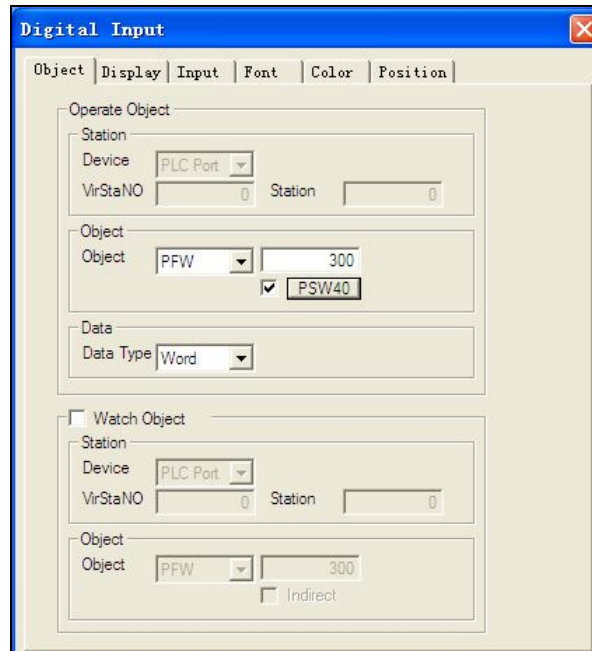 Digital Input
Object Display Input Font Color Position
Operate Object
Station
Device PLC Port
VirStaNO 0 Station 0
Object
Object PFW 300
PSW40
Data
Data Type Word
Watch Object
Station
Device PLC Port
VirStaNO 0 Station 0
Object
Object PFW 300
Indirect